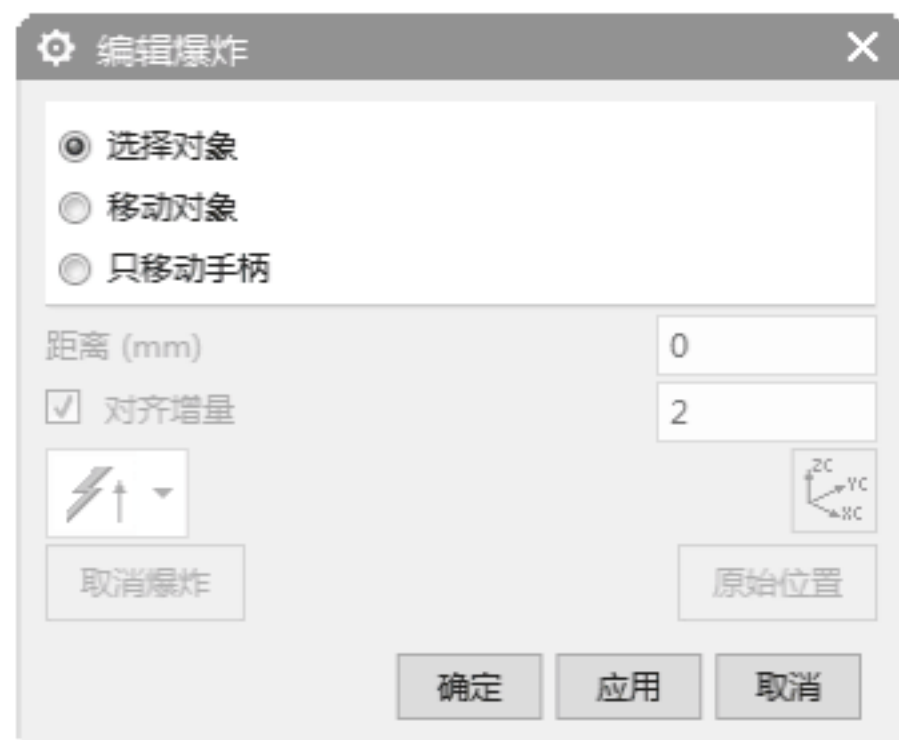 编辑爆炸
选择对象
移动对象
只移动手柄
距离 (mm) 0
对齐增量 2
ZC
YC
XC
取消爆炸 原始位置
确定 应用 取消